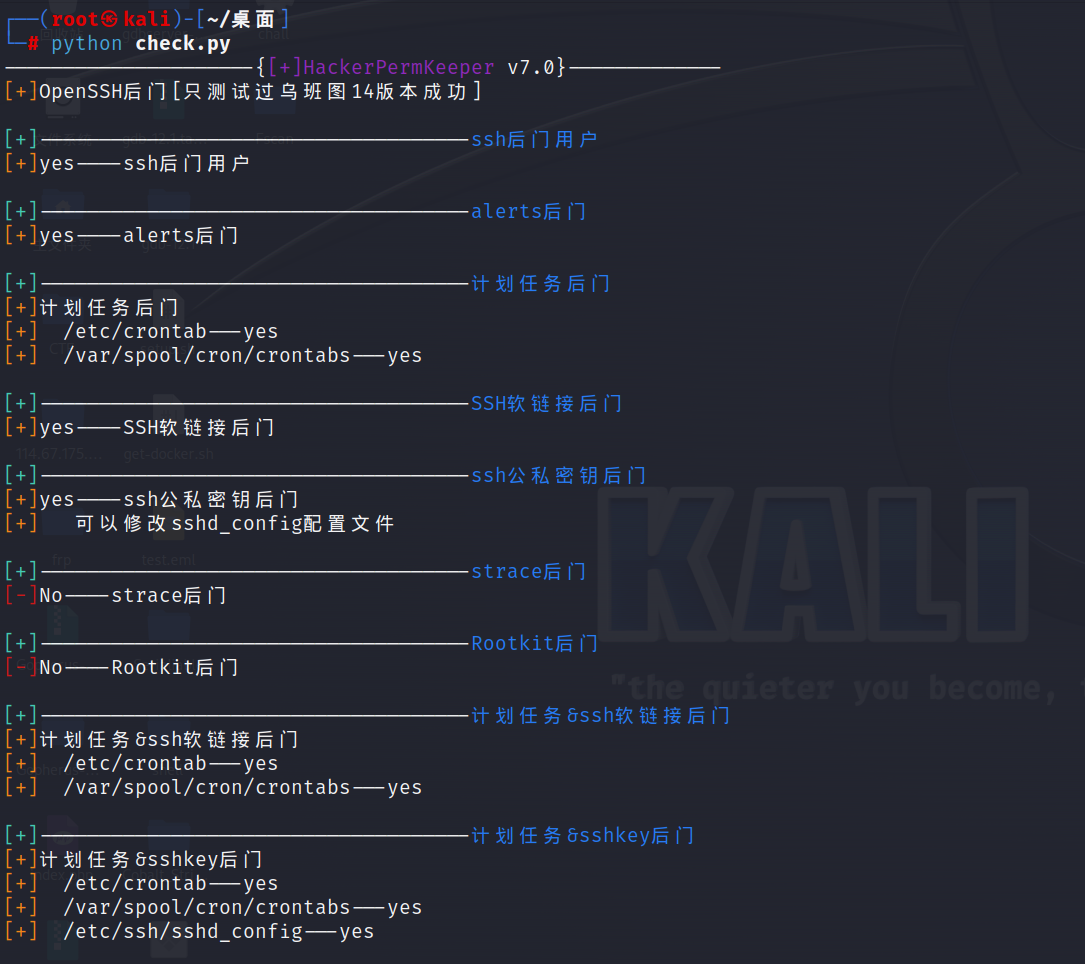 ┌──(root㉿kali)-[~/桌面]
└─# python check.py
─────────────────────{[+]HackerPermKeeper v7.0}─────────────
[+]OpenSSH后门[只测试过乌班图14版本成功]
[+]────────────────────────────────────ssh后门用户
[+]yes────ssh后门用户
[+]────────────────────────────────────alerts后门
[+]yes────alerts后门
[+]────────────────────────────────────计划任务后门
[+]计划任务后门
[+]  /etc/crontab───yes
[+]  /var/spool/cron/crontabs───yes
[+]────────────────────────────────────SSH软链接后门
[+]yes────SSH软链接后门
114.67.175.... get-docker.sh
[+]────────────────────────────────────ssh公私密钥后门
[+]yes────ssh公私密钥后门
[+]   可以修改sshd_config配置文件
frp test.eml
[+]────────────────────────────────────strace后门
[-]No────strace后门
KALI
[+]────────────────────────────────────Rootkit后门
[-]No────Rootkit后门
"the quieter you become,
[+]────────────────────────────────────计划任务&ssh软链接后门
[+]计划任务&ssh软链接后门
[+]  /etc/crontab───yes
[+]  /var/spool/cron/crontabs───yes
[+]────────────────────────────────────计划任务&sshkey后门
[+]计划任务&sshkey后门
[+]  /etc/crontab───yes
[+]  /var/spool/cron/crontabs───yes
[+]  /etc/ssh/sshd_config───yes